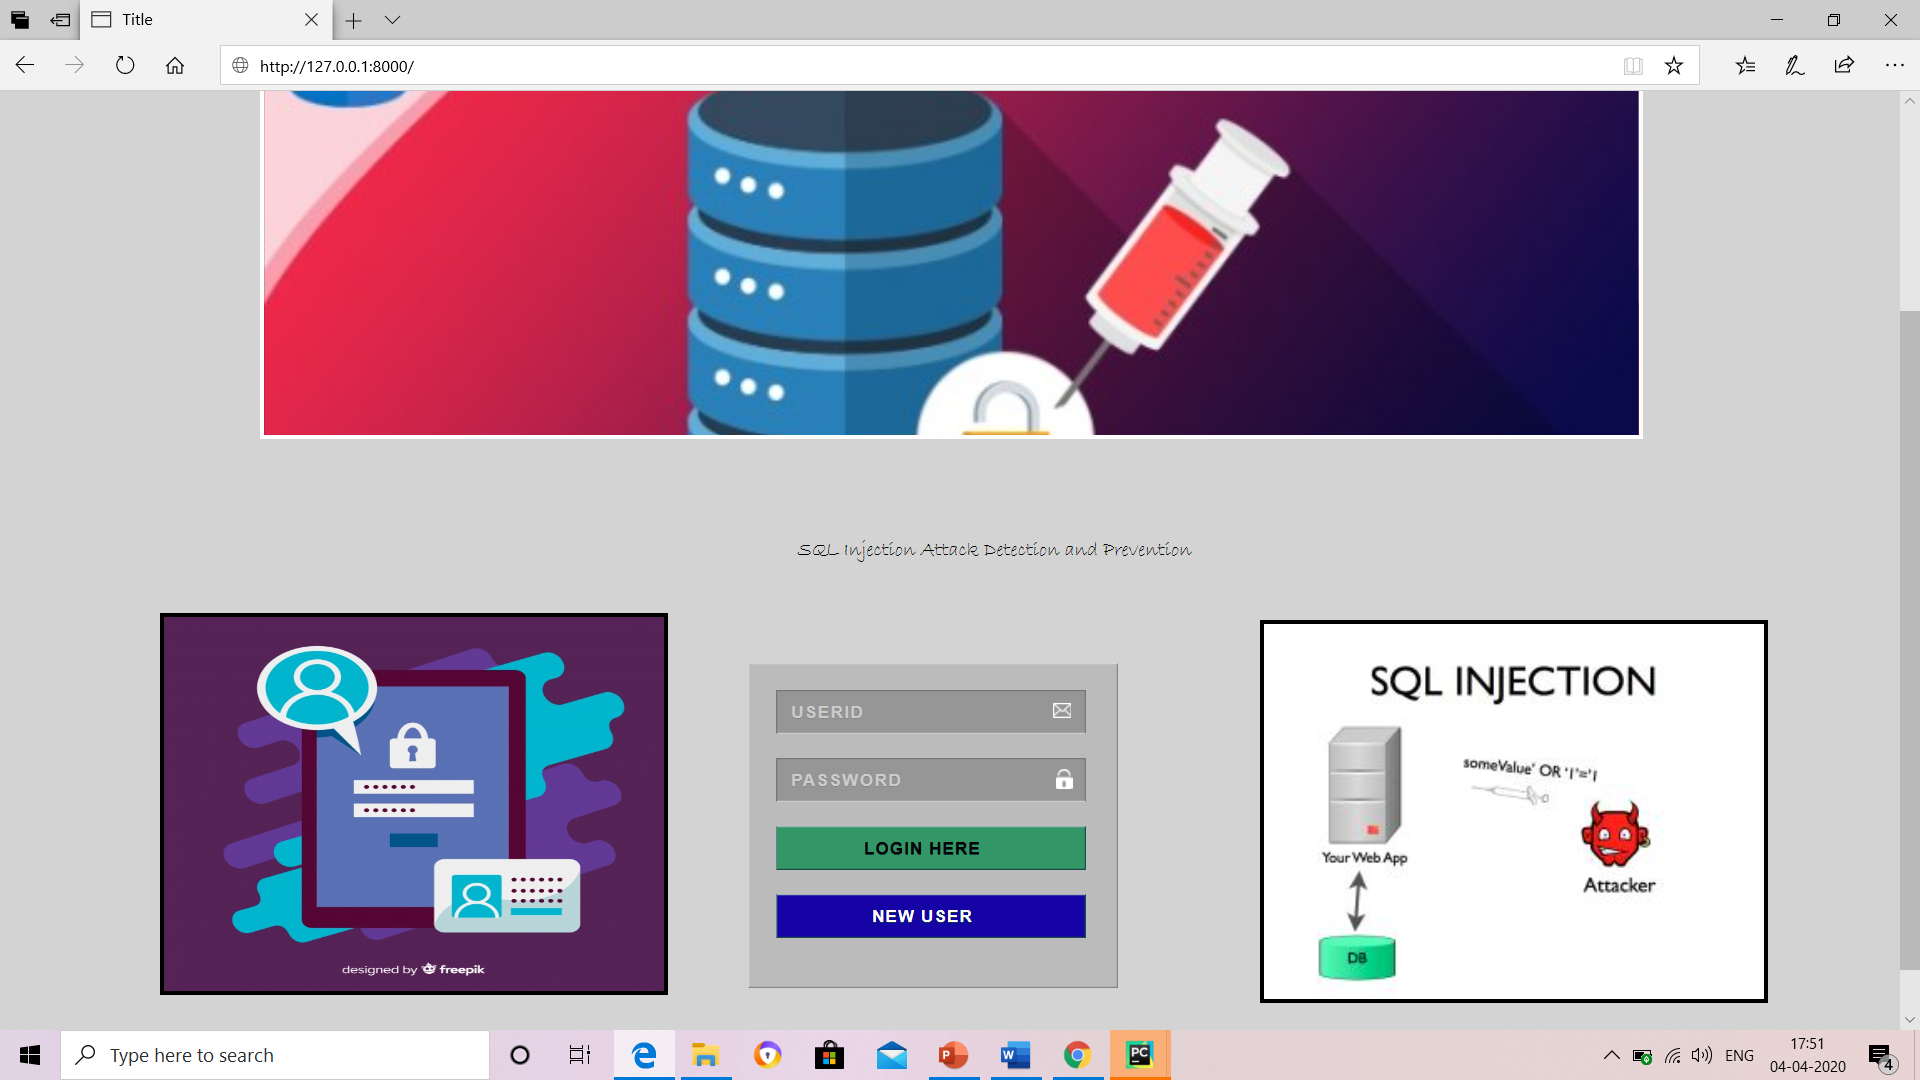 Title
http://127.0.0.1:8000/
SQL Injection Attack Detection and Prevention
designed by freepik
USERID
PASSWORD
LOGIN HERE
NEW USER
SQL INJECTION
someValue' OR '1'='1
Your Web App
Attacker
DB
Type here to search
P
W
PC
ENG
17:51
04-04-2020
4